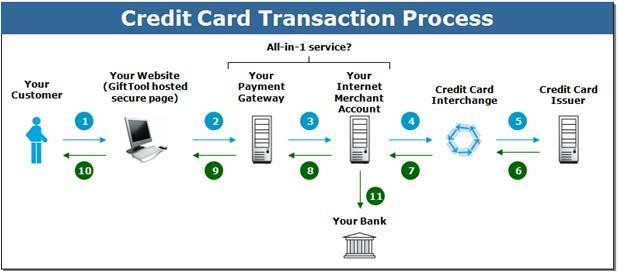 Credit Card Transaction Process
All-in-1 service?
Your
Customer
Your Website
(GiftTool hosted
secure page)
Your
Payment
Gateway
Your
Internet
Merchant
Account
Credit Card
Interchange
Credit Card
Issuer
1
2
3
4
5
10
9
8
7
6
11
Your Bank